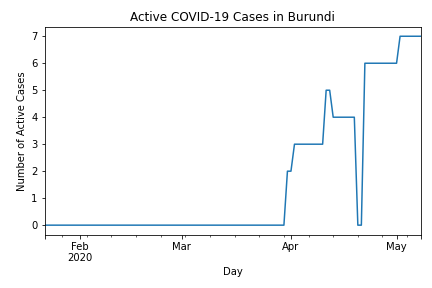 Active COVID-19 Cases in Burundi
Number of Active Cases
7
6
5
4
3
2
1
0
Feb
2020
Mar
Apr
May
Day